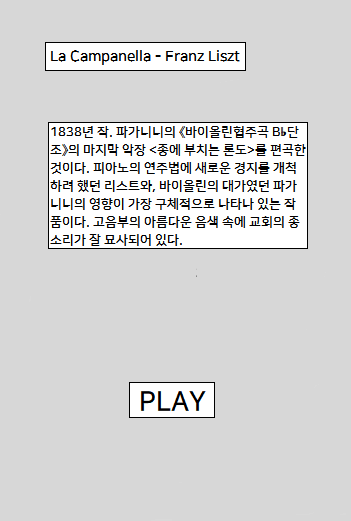 La Campanella - Franz Liszt
1838년 작. 파가니니의 《바이올린협주곡 B♭단
조》의 마지막 악장 <종에 부치는 론도>를 편곡한
것이다. 피아노의 연주법에 새로운 경지를 개척
하려 했던 리스트와, 바이올린의 대가였던 파가
니니의 영향이 가장 구체적으로 나타나 있는 작
품이다. 고음부의 아름다운 음색 속에 교회의 종
소리가 잘 묘사되어 있다.
PLAY